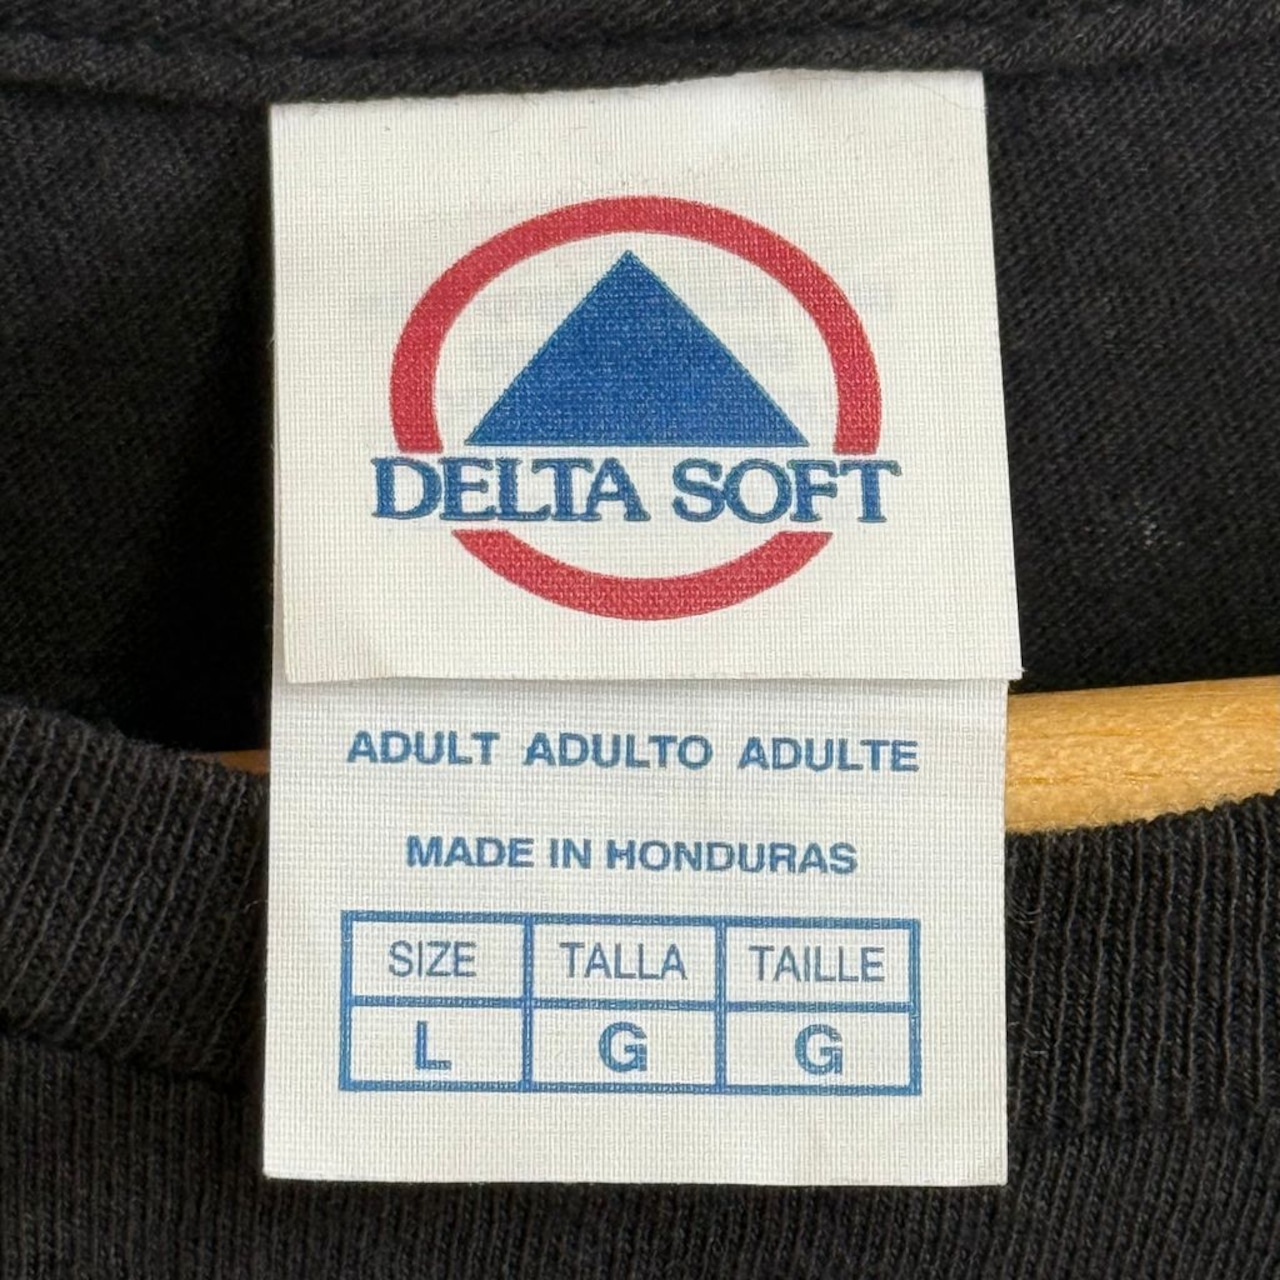 DELTA SOFT
ADULT ADULTO ADULTE
MADE IN HONDURAS
SIZE TALLA TAILLE
L G G